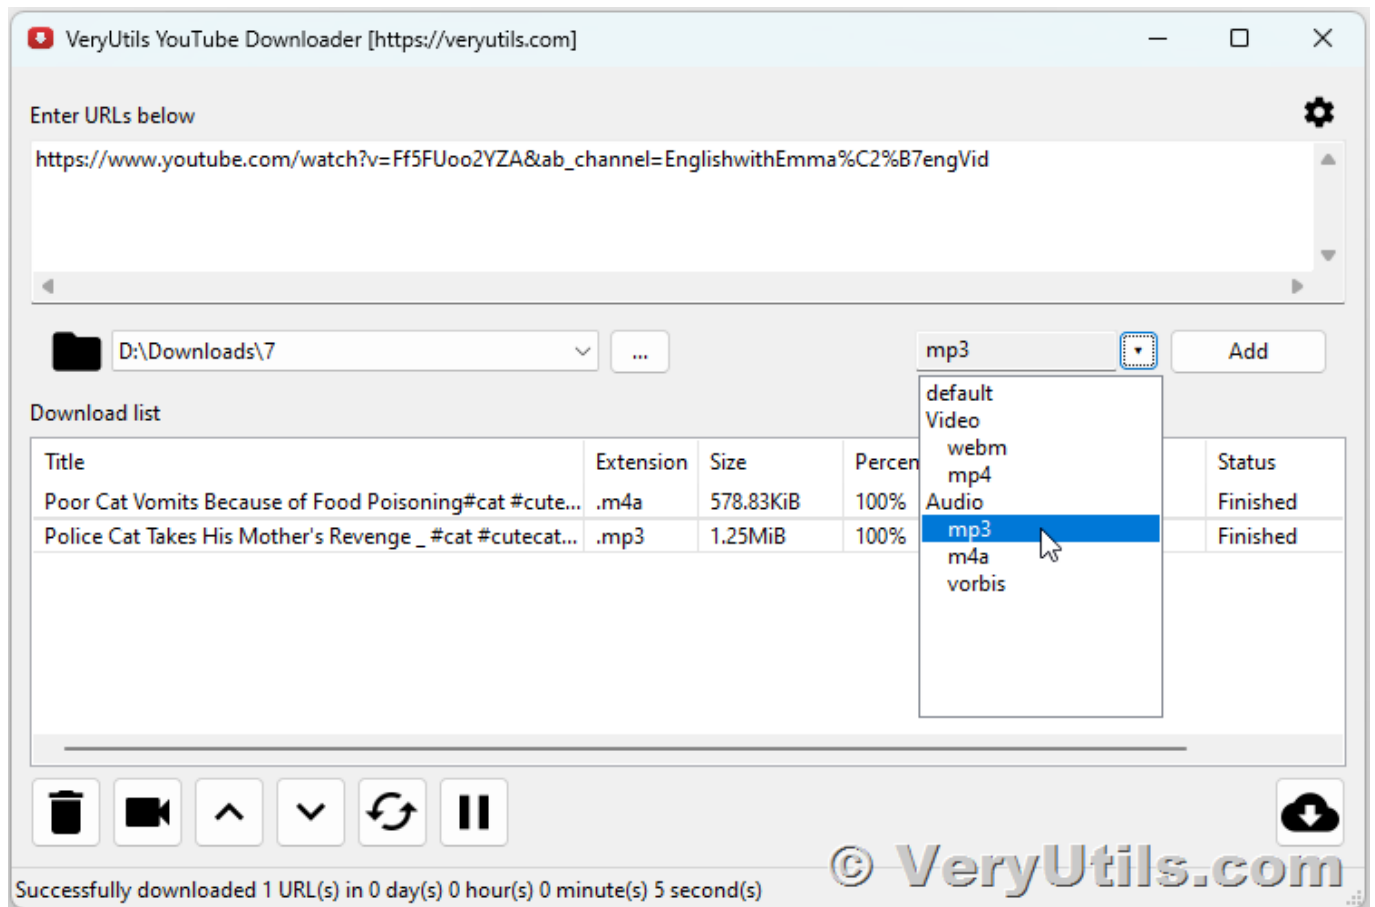 VeryUtils YouTube Downloader [https://veryutils.com]
Enter URLs below
https://www.youtube.com/watch?v=Ff5FUoo2YZA&ab_channel=EnglishwithEmma%C2%B7engVid
D:\Downloads\7 ... mp3 Add
default
Download list
Video
webm
Title Extension Size Percen Status
mp4
Poor Cat Vomits Because of Food Poisoning#cat #cute... .m4a 578.83KiB 100% Finished
Audio
Police Cat Takes His Mother's Revenge _ #cat #cutecat... .mp3 1.25MiB 100% Finished
mp3
m4a
vorbis
© VeryUtils.com
Successfully downloaded 1 URL(s) in 0 day(s) 0 hour(s) 0 minute(s) 5 second(s)